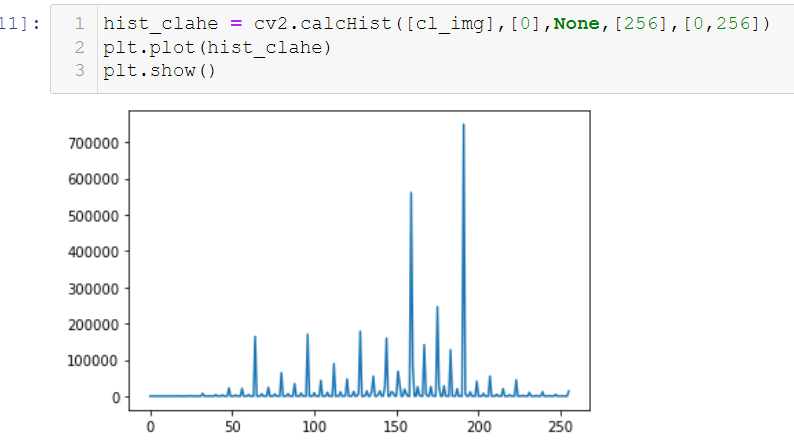 11]:
1 hist_clahe = cv2.calcHist([cl_img],[0],None,[256],[0,256])
2 plt.plot(hist_clahe)
3 plt.show()
700000
600000
500000
400000
300000
200000
100000
0
0 50 100 150 200 250